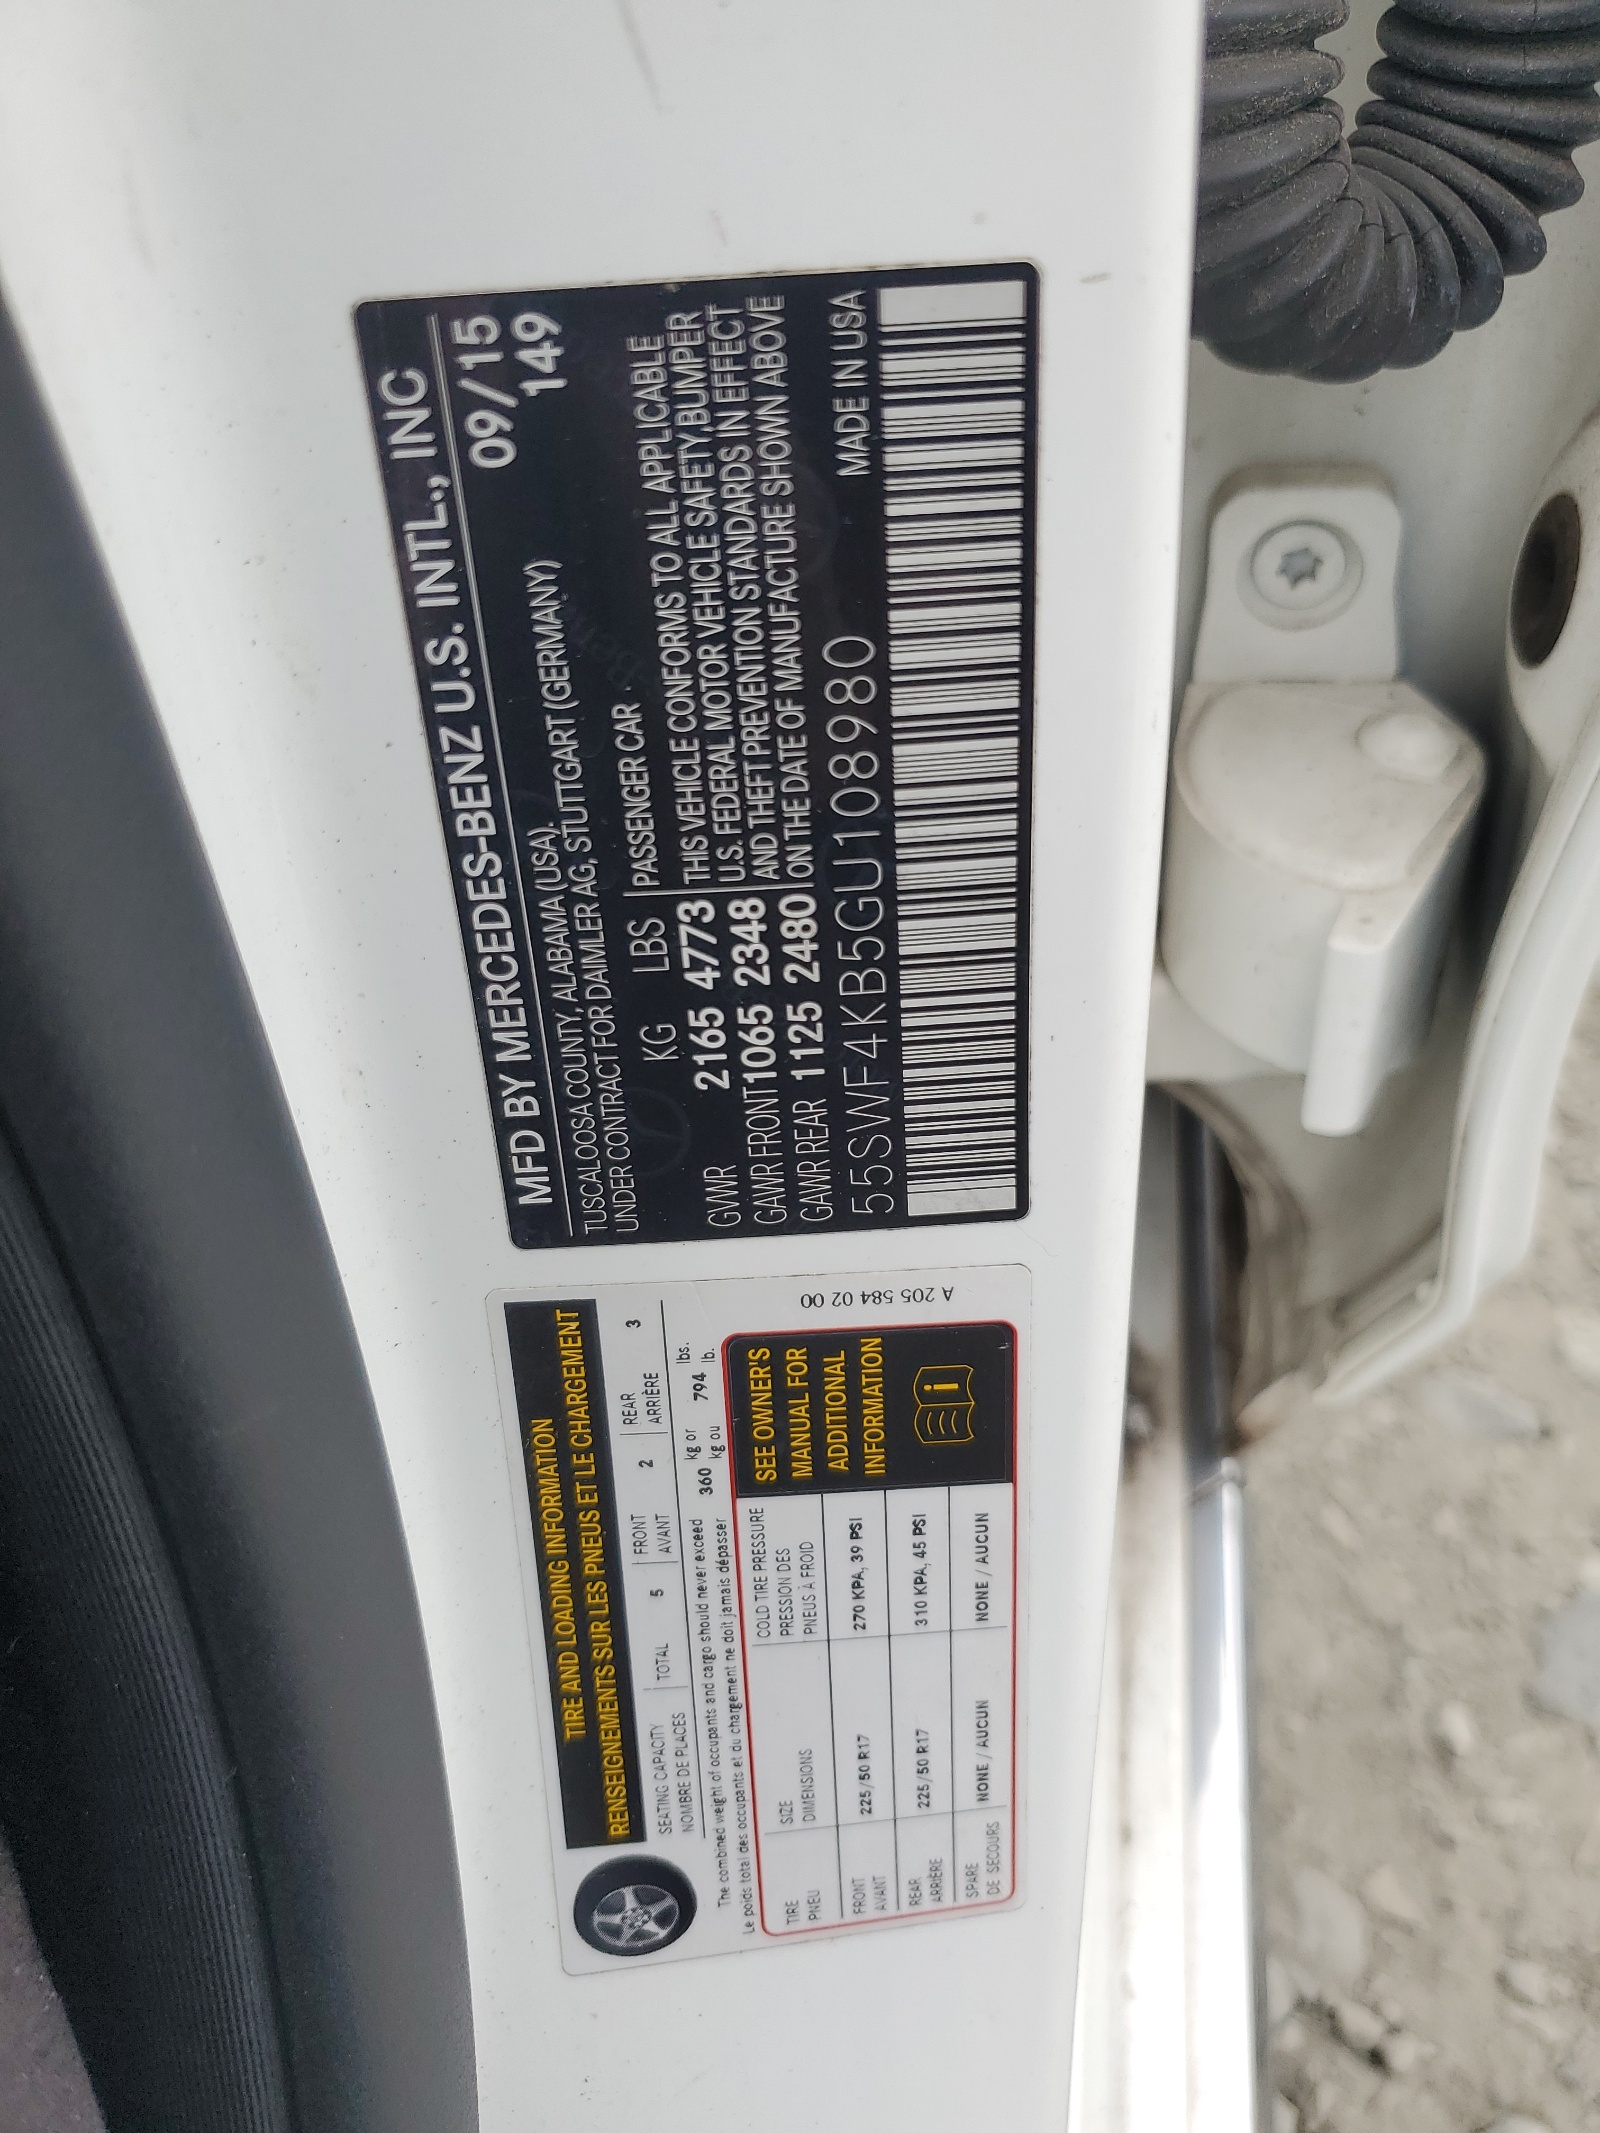 MFD BY MERCEDES-BENZ U.S. INTL., INC
TUSCALOOSA COUNTY, ALABAMA (USA). 09/15
UNDER CONTRACT FOR DAIMLER AG, STUTTGART (GERMANY) 149
KG LBS PASSENGER CAR
GVWR 2165 4773 THIS VEHICLE CONFORMS TO ALL APPLICABLE
GAWR FRONT 1065 2348 U.S. FEDERAL MOTOR VEHICLE SAFETY, BUMPER
GAWR REAR 1125 2480 AND THEFT PREVENTION STANDARDS IN EFFECT
ON THE DATE OF MANUFACTURE SHOWN ABOVE
55SWF4KB5GU108980 MADE IN USA
TIRE AND LOADING INFORMATION
RENSEIGNEMENTS SUR LES PNEUS ET LE CHARGEMENT
SEATING CAPACITY TOTAL 5 FRONT 2 REAR 3
NOMBRE DE PLACES AVANT ARRIÈRE
The combined weight of occupants and cargo should never exceed 360 kg or 794 lbs.
Le poids total des occupants et du chargement ne doit jamais dépasser kg ou lb.
TIRE SIZE COLD TIRE PRESSURE
PNEU DIMENSIONS PRESSION DES
PNEUS À FROID
FRONT 225/50 R17 270 KPA, 39 PSI
AVANT
REAR 225/50 R17 310 KPA, 45 PSI
ARRIÈRE
SPARE NONE / AUCUN NONE / AUCUN
DE SECOURS
SEE OWNER'S
MANUAL FOR
ADDITIONAL
INFORMATION
A 205 584 02 00